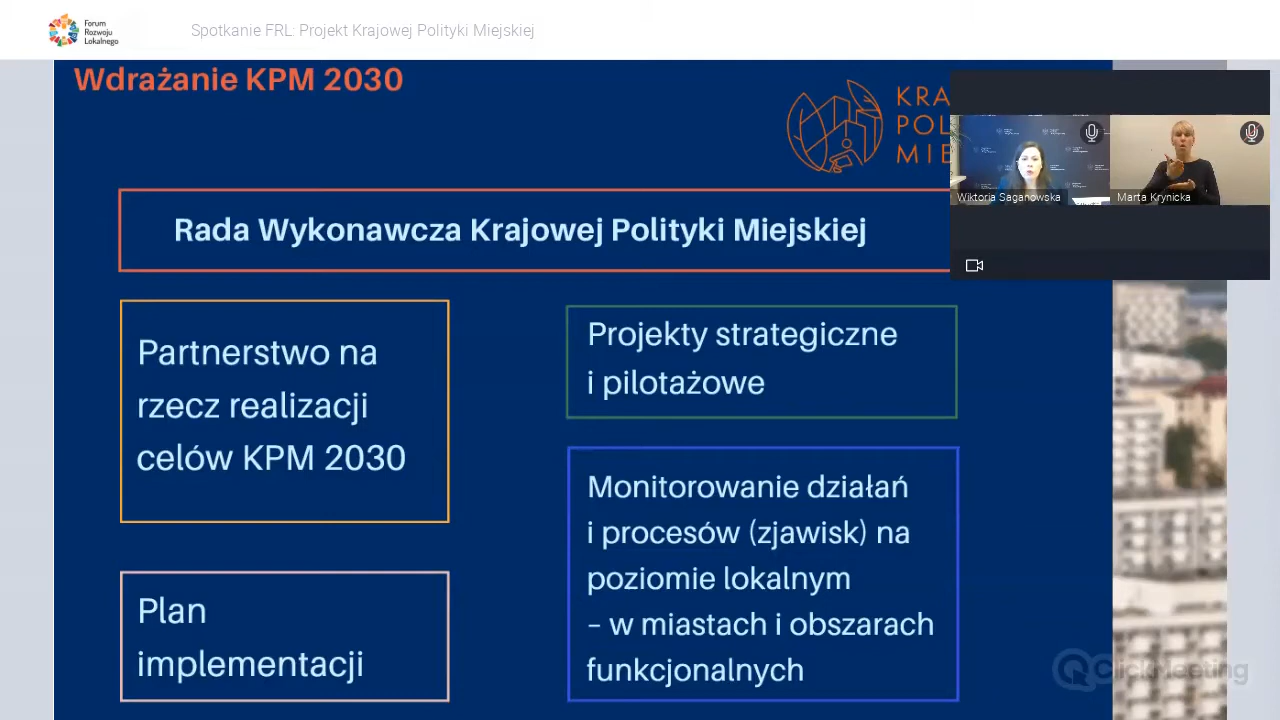 Forum
Rozwoju
Lokalnego
Spotkanie FRL: Projekt Krajowej Polityki Miejskiej
Wdrażanie KPM 2030
KRA
POL
MIE
Wiktoria Saganowska
Marta Krynicka
Rada Wykonawcza Krajowej Polityki Miejskiej
Partnerstwo na
rzecz realizacji
celów KPM 2030
Projekty strategiczne
i pilotażowe
Monitorowanie działań
i procesów (zjawisk) na
poziomie lokalnym
– w miastach i obszarach
funkcjonalnych
Plan
implementacji
ClickMeeting